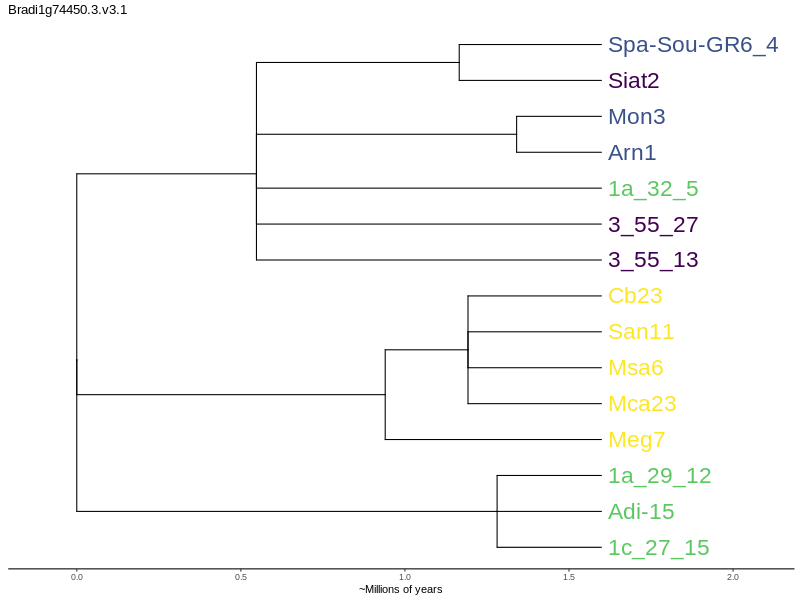 Bradi1g74450.3.v3.1
Spa-Sou-GR6_4
Siat2
Mon3
Arn1
1a_32_5
3_55_27
3_55_13
Cb23
San11
Msa6
Mca23
Meg7
1a_29_12
Adi-15
1c_27_15
0.0 0.5 1.0 1.5 2.0
~Millions of years